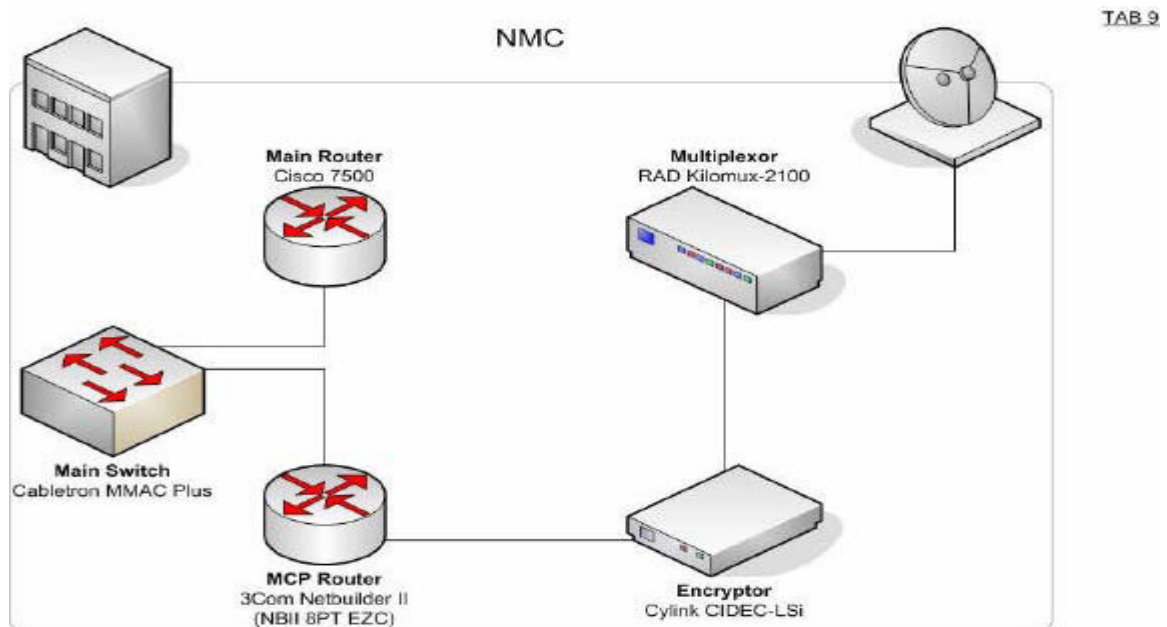 TAB 9
NMC
Main Router
Cisco 7500
Multiplexor
RAD Kilomux-2100
Main Switch
Cabletron MMAC Plus
MCP Router
3Com Netbuilder II
(NBII 8PT EZC)
Encryptor
Cylink CIDEC-LSi